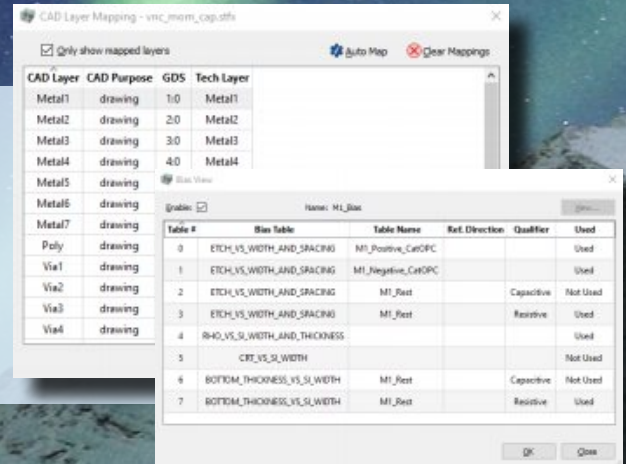 CAD Layer Mapping - vnc_mom_cap.stfx
Only show mapped layers Auto Map Clear Mappings
CAD Layer CAD Purpose GDS Tech Layer
Metal1 drawing 1:0 Metal1
Metal2 drawing 2:0 Metal2
Metal3 drawing 3:0 Metal3
Metal4 drawing 4:0 Metal4
Metal5 drawing
Metal6 drawing
Metal7 drawing
Poly drawing
Via1 drawing
Via2 drawing
Via3 drawing
Via4 drawing
Bias View
Enable: Name: M1_Bias View...
Table # Bias Table Table Name Ref. Direction Qualifier Used
0 ETCH_VS_WIDTH_AND_SPACING M1_Positive_CatOPC Used
1 ETCH_VS_WIDTH_AND_SPACING M1_Negative_CatOPC Used
2 ETCH_VS_WIDTH_AND_SPACING M1_Rest Capacitive Not Used
3 ETCH_VS_WIDTH_AND_SPACING M1_Rest Resistive Used
4 RHO_VS_SI_WIDTH_AND_THICKNESS Used
5 CRT_VS_SI_WIDTH Not Used
6 BOTTOM_THICKNESS_VS_SI_WIDTH M1_Rest Capacitive Not Used
7 BOTTOM_THICKNESS_VS_SI_WIDTH M1_Rest Resistive Used
OK Close